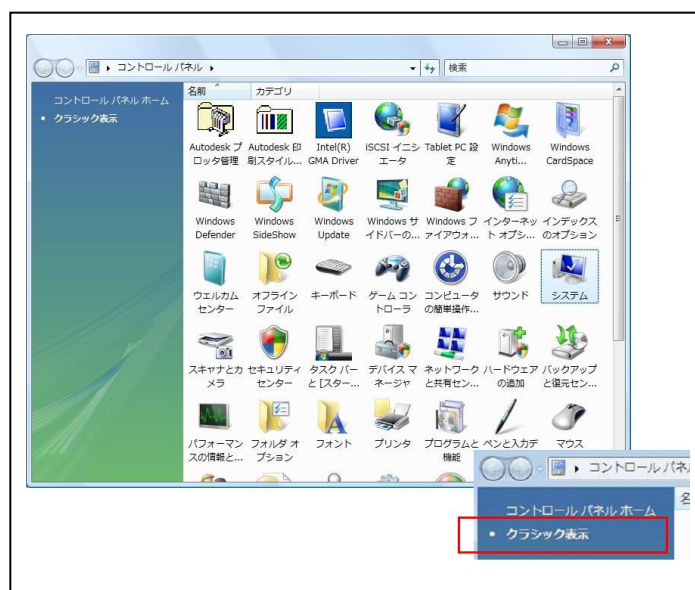 コントロール パネル
検索
コントロール パネル ホーム
• クラシック表示
名前 カテゴリ
Autodesk プ
ロッタ管理
Autodesk 印
刷スタイル...
Intel(R)
GMA Driver
iSCSI イニシ
エータ
Tablet PC 設
定
Windows
Anyti...
Windows
CardSpace
Windows
Defender
Windows
SideShow
Windows
Update
Windows サ
イドバーの...
Windows フ
ァイアウォ...
インターネッ
ト オプシ...
インデックス
のオプション
ウェルカム
センター
オフライン
ファイル
キーボード
ゲーム コン
トローラ
コンピュータ
の簡単操作...
サウンド
システム
スキャナとカ
メラ
セキュリティ
センター
タスク バー
と [スター...
デバイス マ
ネージャ
ネットワーク
と共有セン...
ハードウェア
の追加
バックアップ
と復元セン...
パフォーマン
スの情報と...
フォルダ オ
プション
フォント
プリンタ
プログラムと
機能
ペンと入力デ
マウス
コントロール パネ
名
コントロール パネル ホーム
• クラシック表示